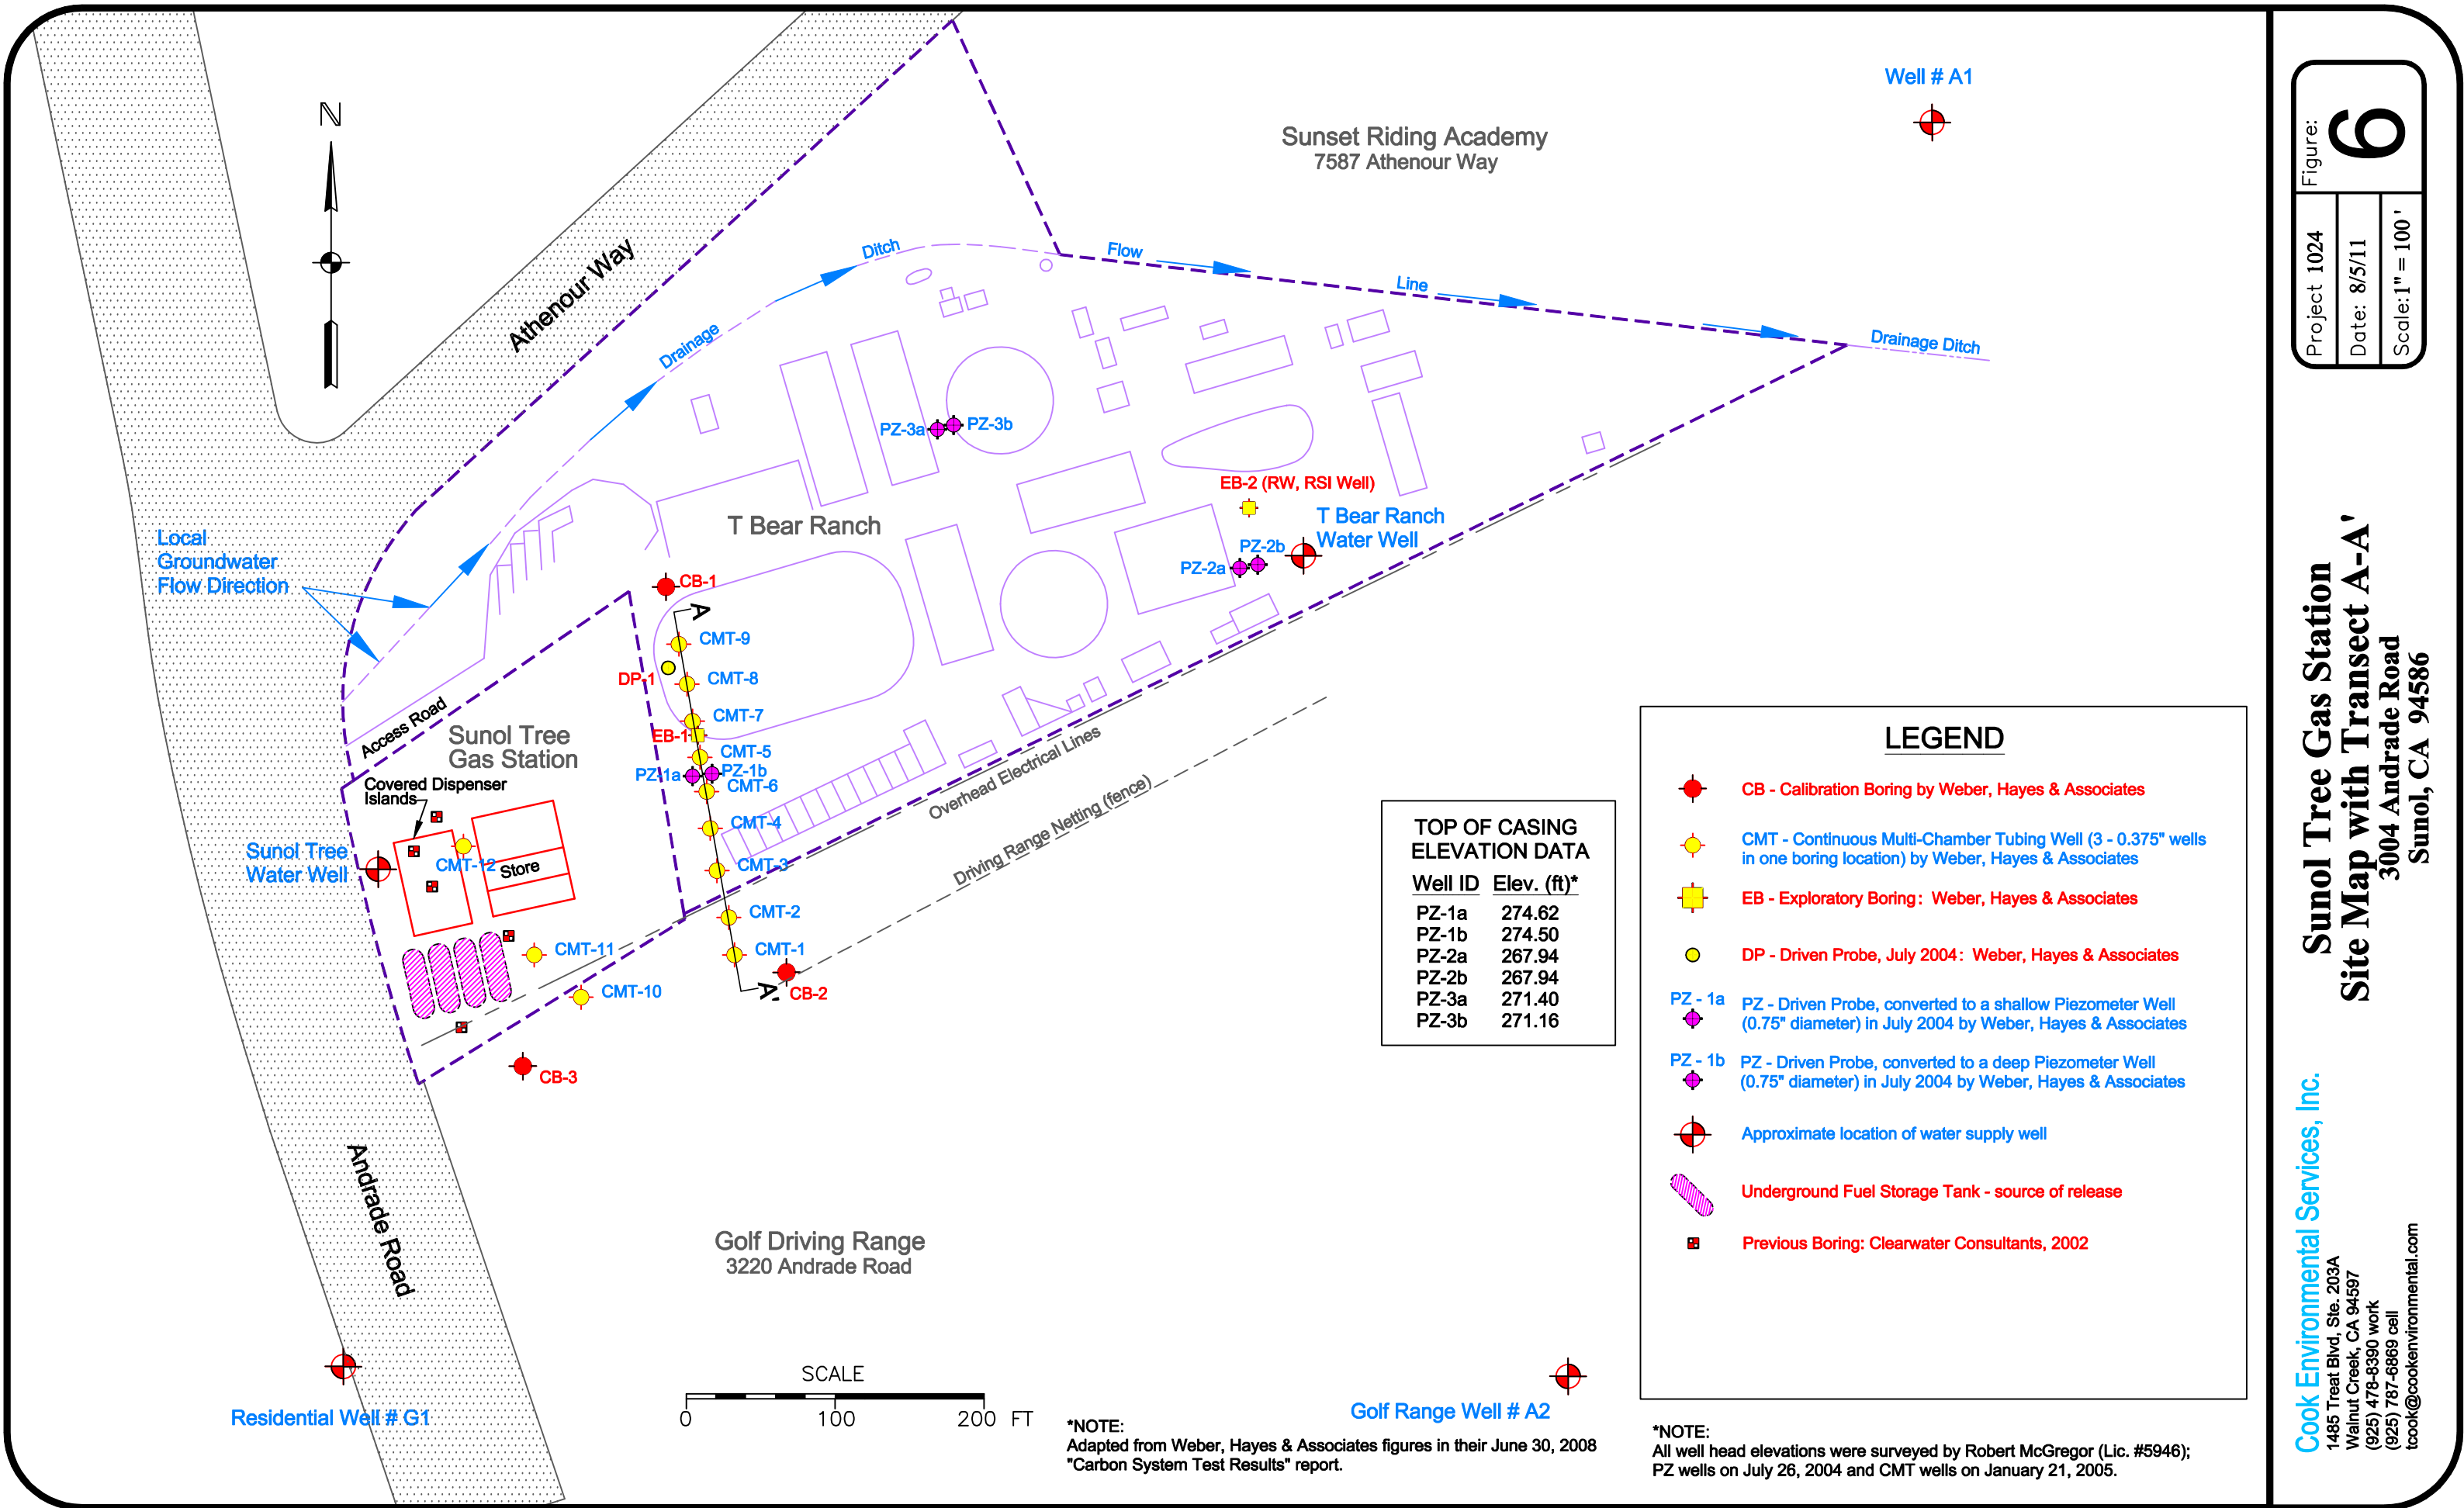 N
Well # A1
Sunset Riding Academy
7587 Athenour Way
Athenour Way
Drainage
Ditch
Flow
Line
Drainage Ditch
Local
Groundwater
Flow Direction
PZ-3a
PZ-3b
T Bear Ranch
EB-2 (RW, RSI Well)
T Bear Ranch
Water Well
PZ-2b
PZ-2a
CB-1
A
CMT-9
DP-1
CMT-8
CMT-7
EB-1
CMT-5
PZ-1a
PZ-1b
CMT-6
CMT-4
CMT-3
CMT-2
CMT-1
A'
CB-2
Access Road
Sunol Tree
Gas Station
Covered Dispenser
Islands
Sunol Tree
Water Well
CMT-12
Store
CMT-11
CMT-10
CB-3
Overhead Electrical Lines
Driving Range Netting (fence)
Andrade Road
Golf Driving Range
3220 Andrade Road
Residential Well # G1
Golf Range Well # A2
SCALE
0 100 200 FT
*NOTE:
Adapted from Weber, Hayes & Associates figures in their June 30, 2008
"Carbon System Test Results" report.
TOP OF CASING
ELEVATION DATA
Well ID Elev. (ft)*
PZ-1a 274.62
PZ-1b 274.50
PZ-2a 267.94
PZ-2b 267.94
PZ-3a 271.40
PZ-3b 271.16
LEGEND
CB - Calibration Boring by Weber, Hayes & Associates
CMT - Continuous Multi-Chamber Tubing Well (3 - 0.375" wells
in one boring location) by Weber, Hayes & Associates
EB - Exploratory Boring: Weber, Hayes & Associates
DP - Driven Probe, July 2004: Weber, Hayes & Associates
PZ - 1a PZ - Driven Probe, converted to a shallow Piezometer Well
(0.75" diameter) in July 2004 by Weber, Hayes & Associates
PZ - 1b PZ - Driven Probe, converted to a deep Piezometer Well
(0.75" diameter) in July 2004 by Weber, Hayes & Associates
Approximate location of water supply well
Underground Fuel Storage Tank - source of release
Previous Boring: Clearwater Consultants, 2002
*NOTE:
All well head elevations were surveyed by Robert McGregor (Lic. #5946);
PZ wells on July 26, 2004 and CMT wells on January 21, 2005.
Figure:
6
Project 1024
Date: 8/5/11
Scale:1" = 100'
Sunol Tree Gas Station
Site Map with Transect A-A'
3004 Andrade Road
Sunol, CA 94586
Cook Environmental Services, Inc.
1485 Treat Blvd, Ste. 203A
Walnut Creek, CA 94597
(925) 478-8390 work
(925) 787-6869 cell
tcook@cookenvironmental.com